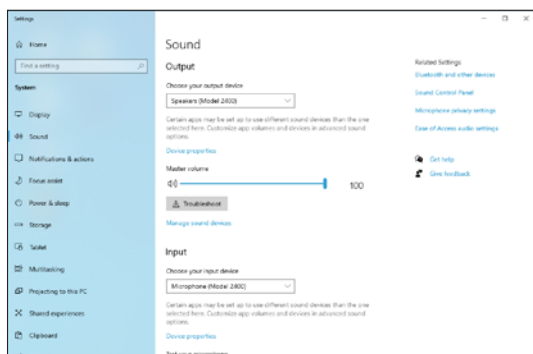 Settings
Home
Find a setting
System
Display
Sound
Notifications & actions
Focus assist
Power & sleep
Storage
Tablet
Multitasking
Projecting to this PC
Shared experiences
Clipboard
Sound
Output
Choose your output device
Speakers (Model 2400)
Certain apps may be set up to use different sound devices than the one
selected here. Customize app volumes and devices in advanced sound
options.
Device properties
Master volume
100
Troubleshoot
Manage sound devices
Input
Choose your input device
Microphone (Model 2400)
Certain apps may be set up to use different sound devices than the one
selected here. Customize app volumes and devices in advanced sound
options.
Device properties
Related Settings
Bluetooth and other devices
Sound Control Panel
Microphone privacy settings
Ease of Access audio settings
Get help
Give feedback